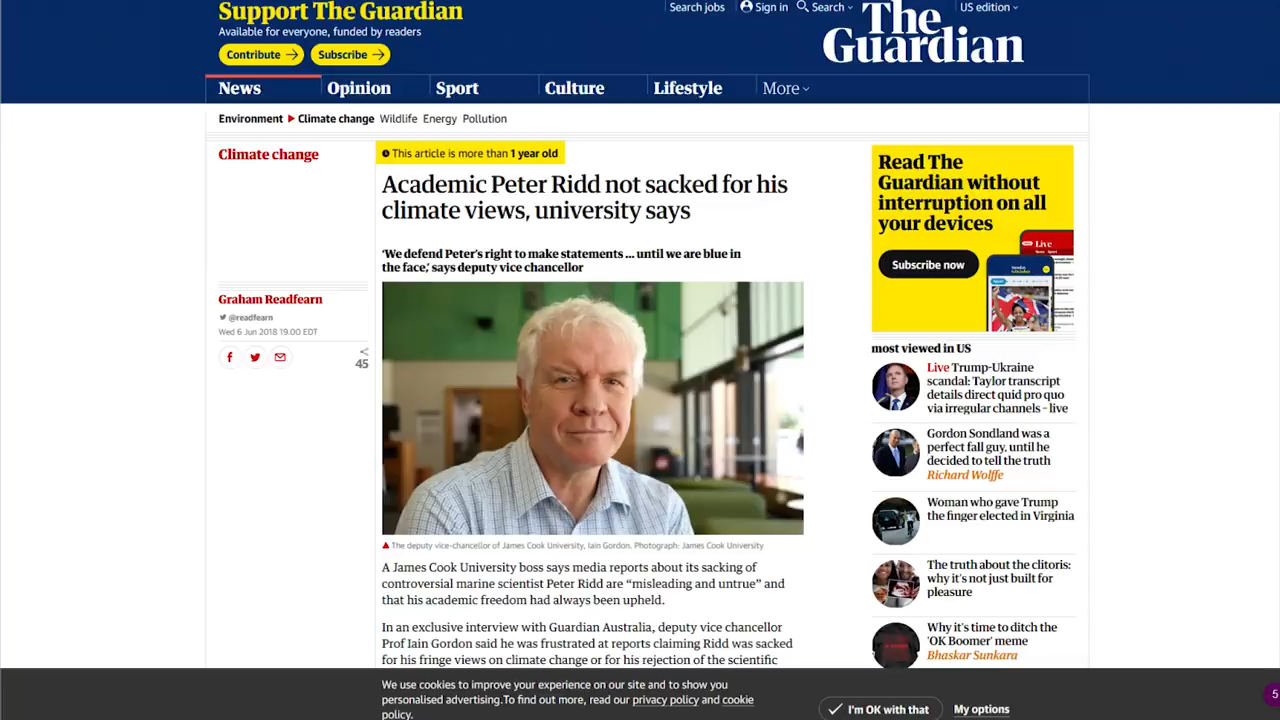 Support The Guardian
Available for everyone, funded by readers
Contribute
Subscribe
Search jobs
Sign in
Search
US edition
The
Guardian
News
Opinion
Sport
Culture
Lifestyle
More
Environment
Climate change
Wildlife
Energy
Pollution
Climate change
This article is more than 1 year old
Academic Peter Ridd not sacked for his
climate views, university says
‘We defend Peter’s right to make statements ... until we are blue in
the face,’ says deputy vice chancellor
Graham Readfearn
@readfearn
Wed 6 Jun 2018 19.00 EDT
45
The deputy vice-chancellor of James Cook University, Iain Gordon. Photograph: James Cook University
A James Cook University boss says media reports about its sacking of
controversial marine scientist Peter Ridd are “misleading and untrue” and
that his academic freedom had always been upheld.
In an exclusive interview with Guardian Australia, deputy vice chancellor
Prof Iain Gordon said he was frustrated at reports claiming Ridd was sacked
for his fringe views on climate change or for his rejection of the scientific
Read The
Guardian without
interruption on all
your devices
Subscribe now
Live
most viewed in US
Live Trump-Ukraine
scandal: Taylor transcript
details direct quid pro quo
via irregular channels – live
Gordon Sondland was a
perfect fall guy, until he
decided to tell the truth
Richard Wolffe
Woman who gave Trump
the finger elected in Virginia
The truth about the clitoris:
why it’s not just built for
pleasure
Why it’s time to ditch the
‘OK Boomer’ meme
Bhaskar Sunkara
We use cookies to improve your experience on our site and to show you
personalised advertising.To find out more, read our privacy policy and cookie
policy.
I’m OK with that
My options
5